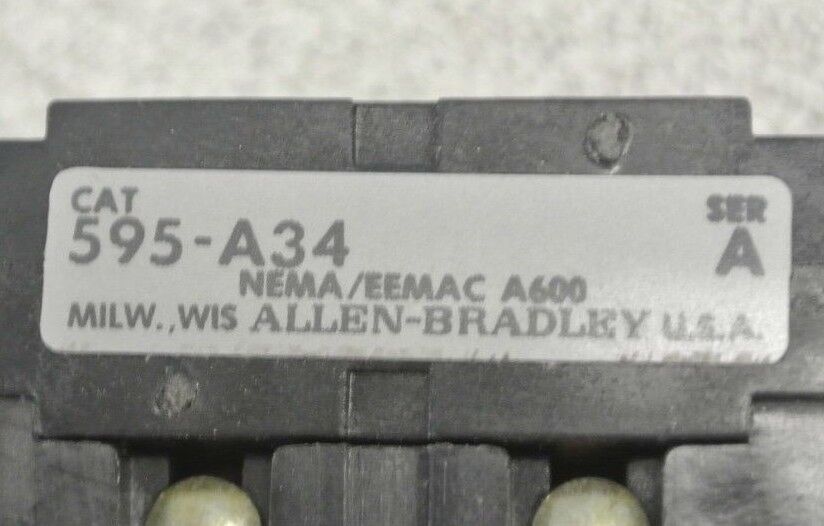 CAT SER
595-A34 A
NEMA/EEMAC A600
MILW., WIS ALLEN-BRADLEY U.S.A.